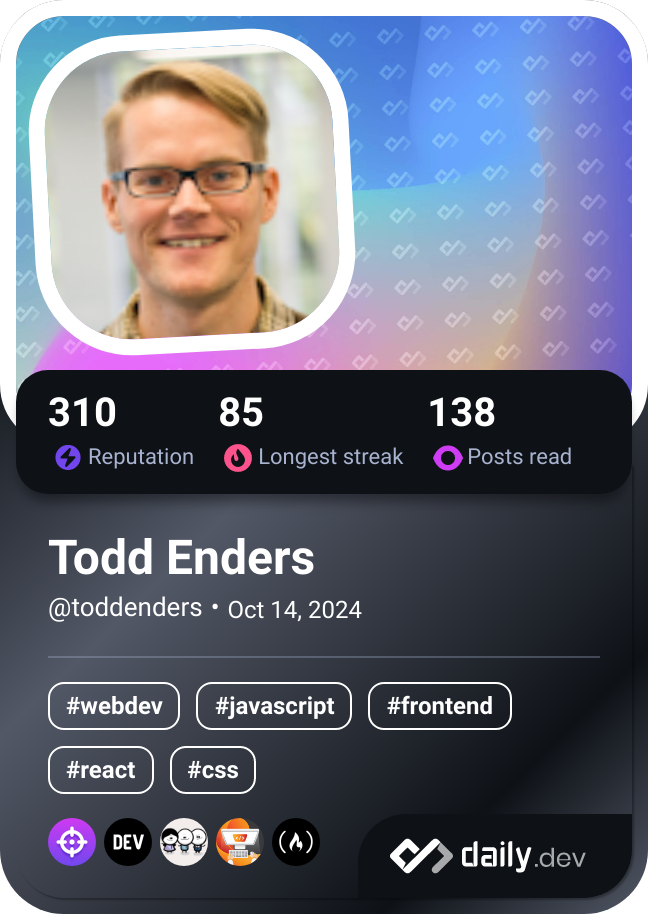 310 85 138
Reputation Longest streak Posts read
Todd Enders
@toddenders • Oct 14, 2024
#webdev #javascript #frontend
#react #css
DEV
daily.dev